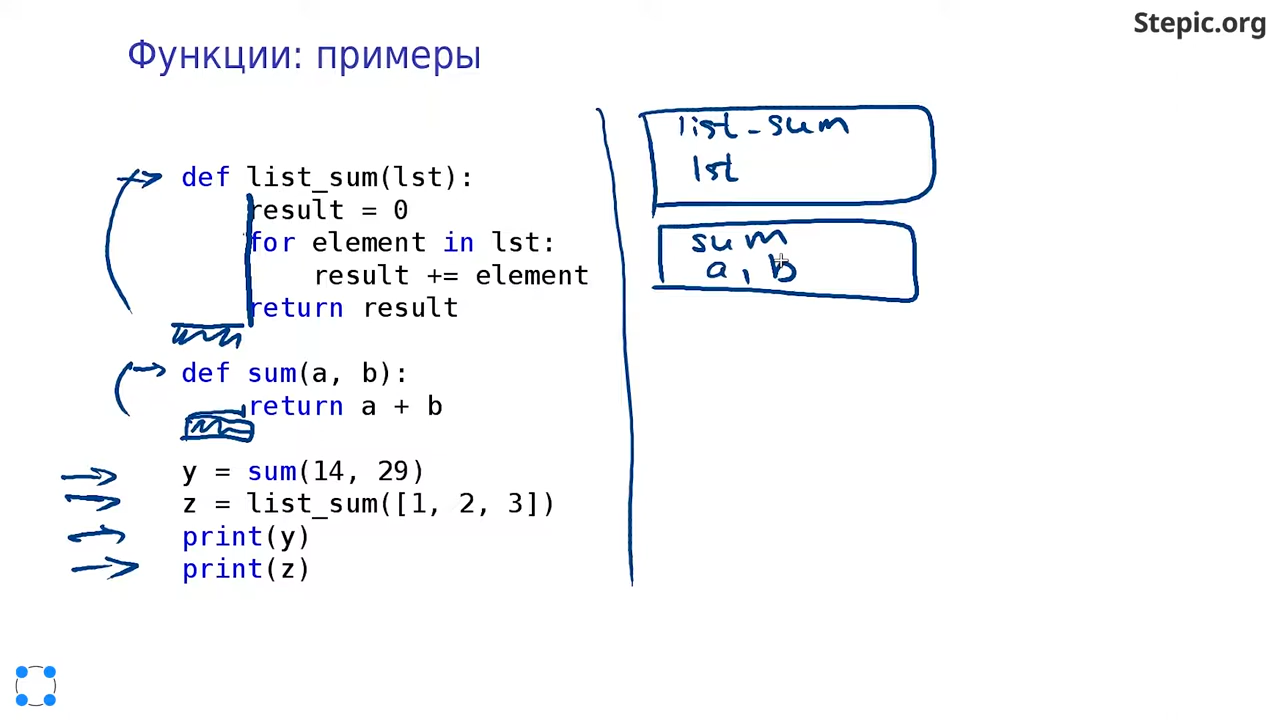 Stepic.org
Функции: примеры
def list_sum(lst):
    result = 0
    for element in lst:
        result += element
    return result
def sum(a, b):
    return a + b
y = sum(14, 29)
z = list_sum([1, 2, 3])
print(y)
print(z)
list_sum
lst
sum
a, b